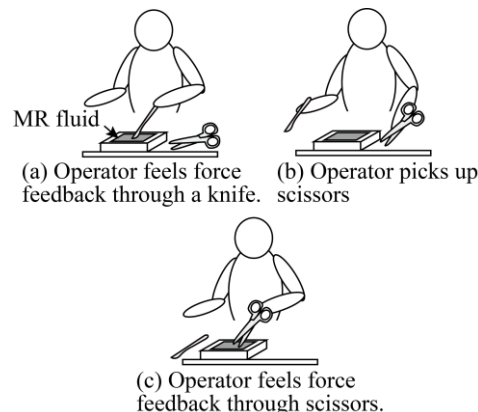 MR fluid
(a) Operator feels force
feedback through a knife.
(b) Operator picks up
scissors
(c) Operator feels force
feedback through scissors.